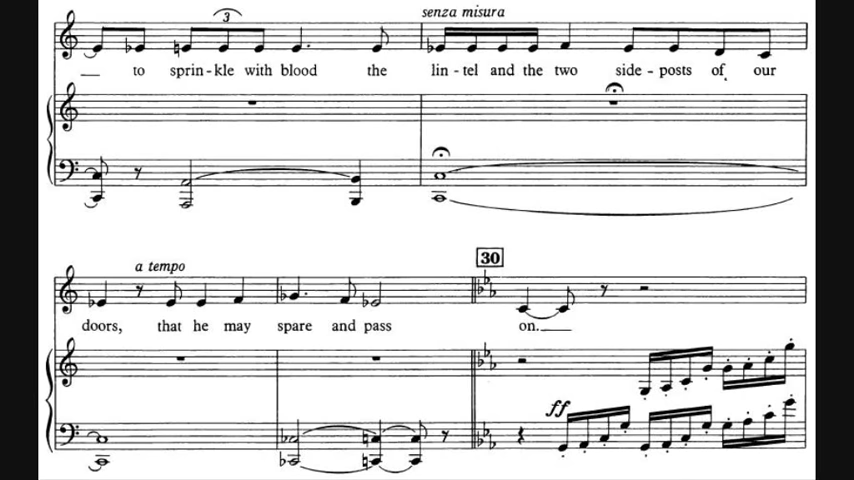 3
senza misura
to sprin-kle with blood the lin-tel and the two side-posts of our
a tempo
30
doors, that he may spare and pass on.
ff